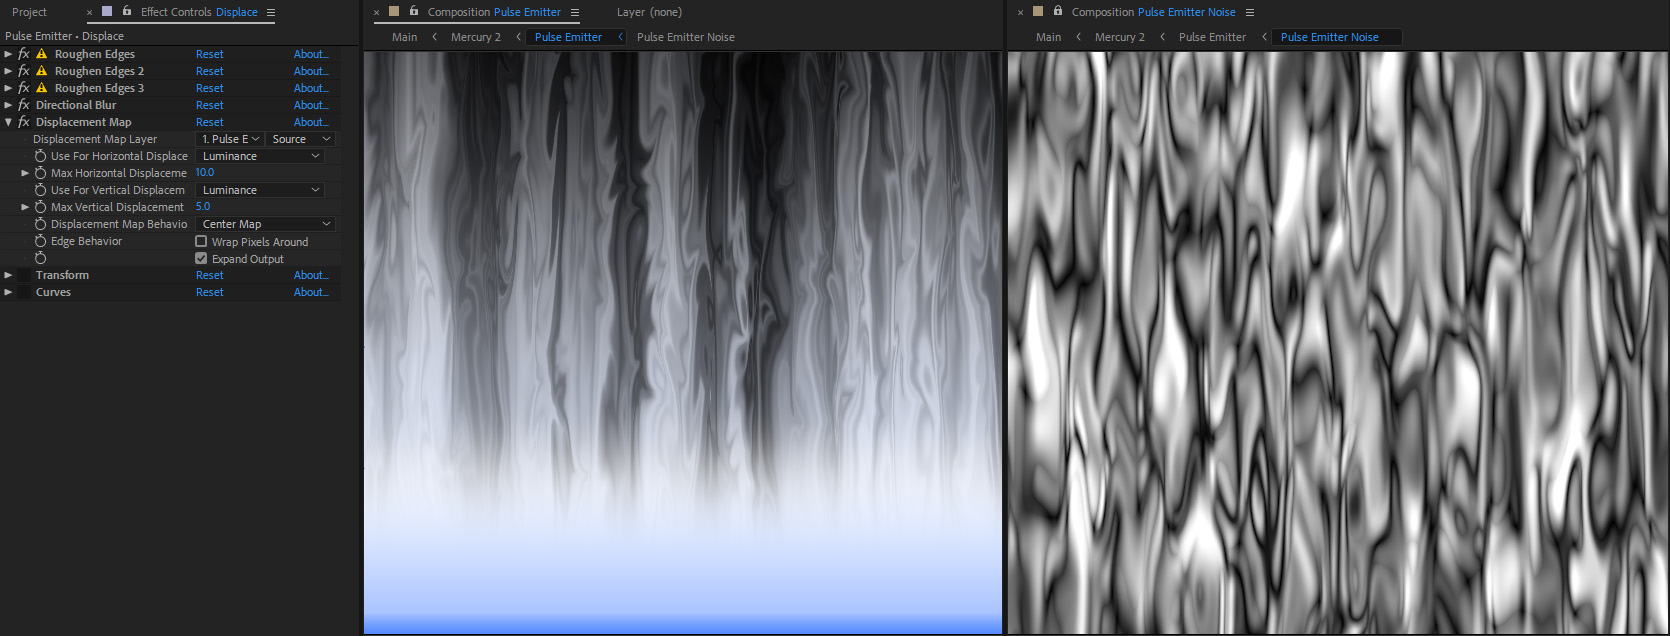 Project
× Effect Controls Displace
Pulse Emitter • Displace
fx Roughen Edges Reset About...
fx Roughen Edges 2 Reset About...
fx Roughen Edges 3 Reset About...
fx Directional Blur Reset About...
fx Displacement Map Reset About...
Displacement Map Layer 1. Pulse E Source
Use For Horizontal Displace Luminance
Max Horizontal Displaceme 10.0
Use For Vertical Displacem Luminance
Max Vertical Displacement 5.0
Displacement Map Behavio Center Map
Edge Behavior Wrap Pixels Around
Expand Output
Transform Reset About...
Curves Reset About...
× Composition Pulse Emitter Layer (none)
Main < Mercury 2 < Pulse Emitter < Pulse Emitter Noise
× Composition Pulse Emitter Noise
Main < Mercury 2 < Pulse Emitter < Pulse Emitter Noise